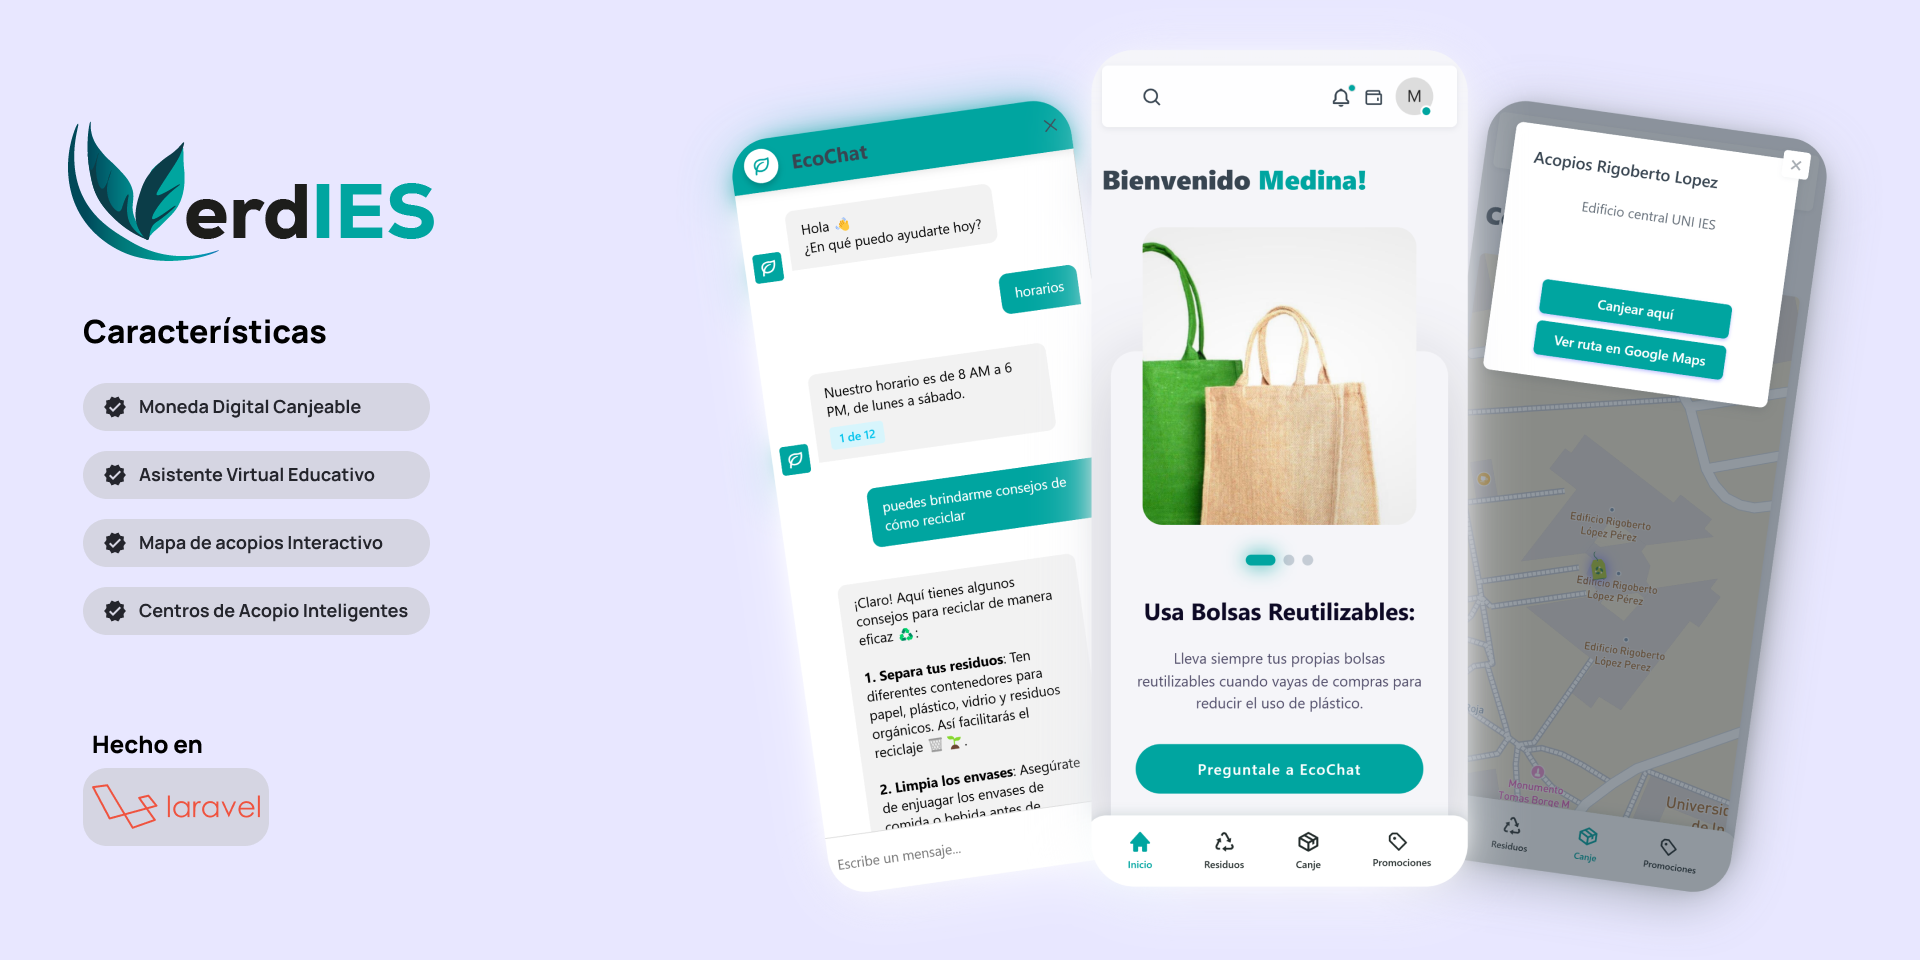 VerdIES
Características
Moneda Digital Canjeable
Asistente Virtual Educativo
Mapa de acopios Interactivo
Centros de Acopio Inteligentes
Hecho en
laravel
EcoChat
Hola 👋
¿En qué puedo ayudarte hoy?
horarios
Nuestro horario es de 8 AM a 6
PM, de lunes a sábado.
1 de 12
puedes brindarme consejos de
cómo reciclar
¡Claro! Aquí tienes algunos
consejos para reciclar de manera
eficaz ♻️:
1. Separa tus residuos: Ten
diferentes contenedores para
papel, plástico, vidrio y residuos
orgánicos. Así facilitarás el
reciclaje 🗑️ 🌱.
2. Limpia los envases: Asegúrate
de enjuagar los envases de
comida o bebida antes de
Escribe un mensaje...
M
Bienvenido Medina!
Usa Bolsas Reutilizables:
Lleva siempre tus propias bolsas
reutilizables cuando vayas de compras para
reducir el uso de plástico.
Preguntale a EcoChat
Inicio
Residuos
Canje
Promociones
Acopios Rigoberto Lopez
Edificio central UNI IES
Canjear aquí
Ver ruta en Google Maps
Edificio Rigoberto
López Pérez
Edificio Rigoberto
López Pérez
Edificio Rigoberto
López Perez
Monumento
Tomas Borge M
Universid
de In
Residuos
Canje
Promociones